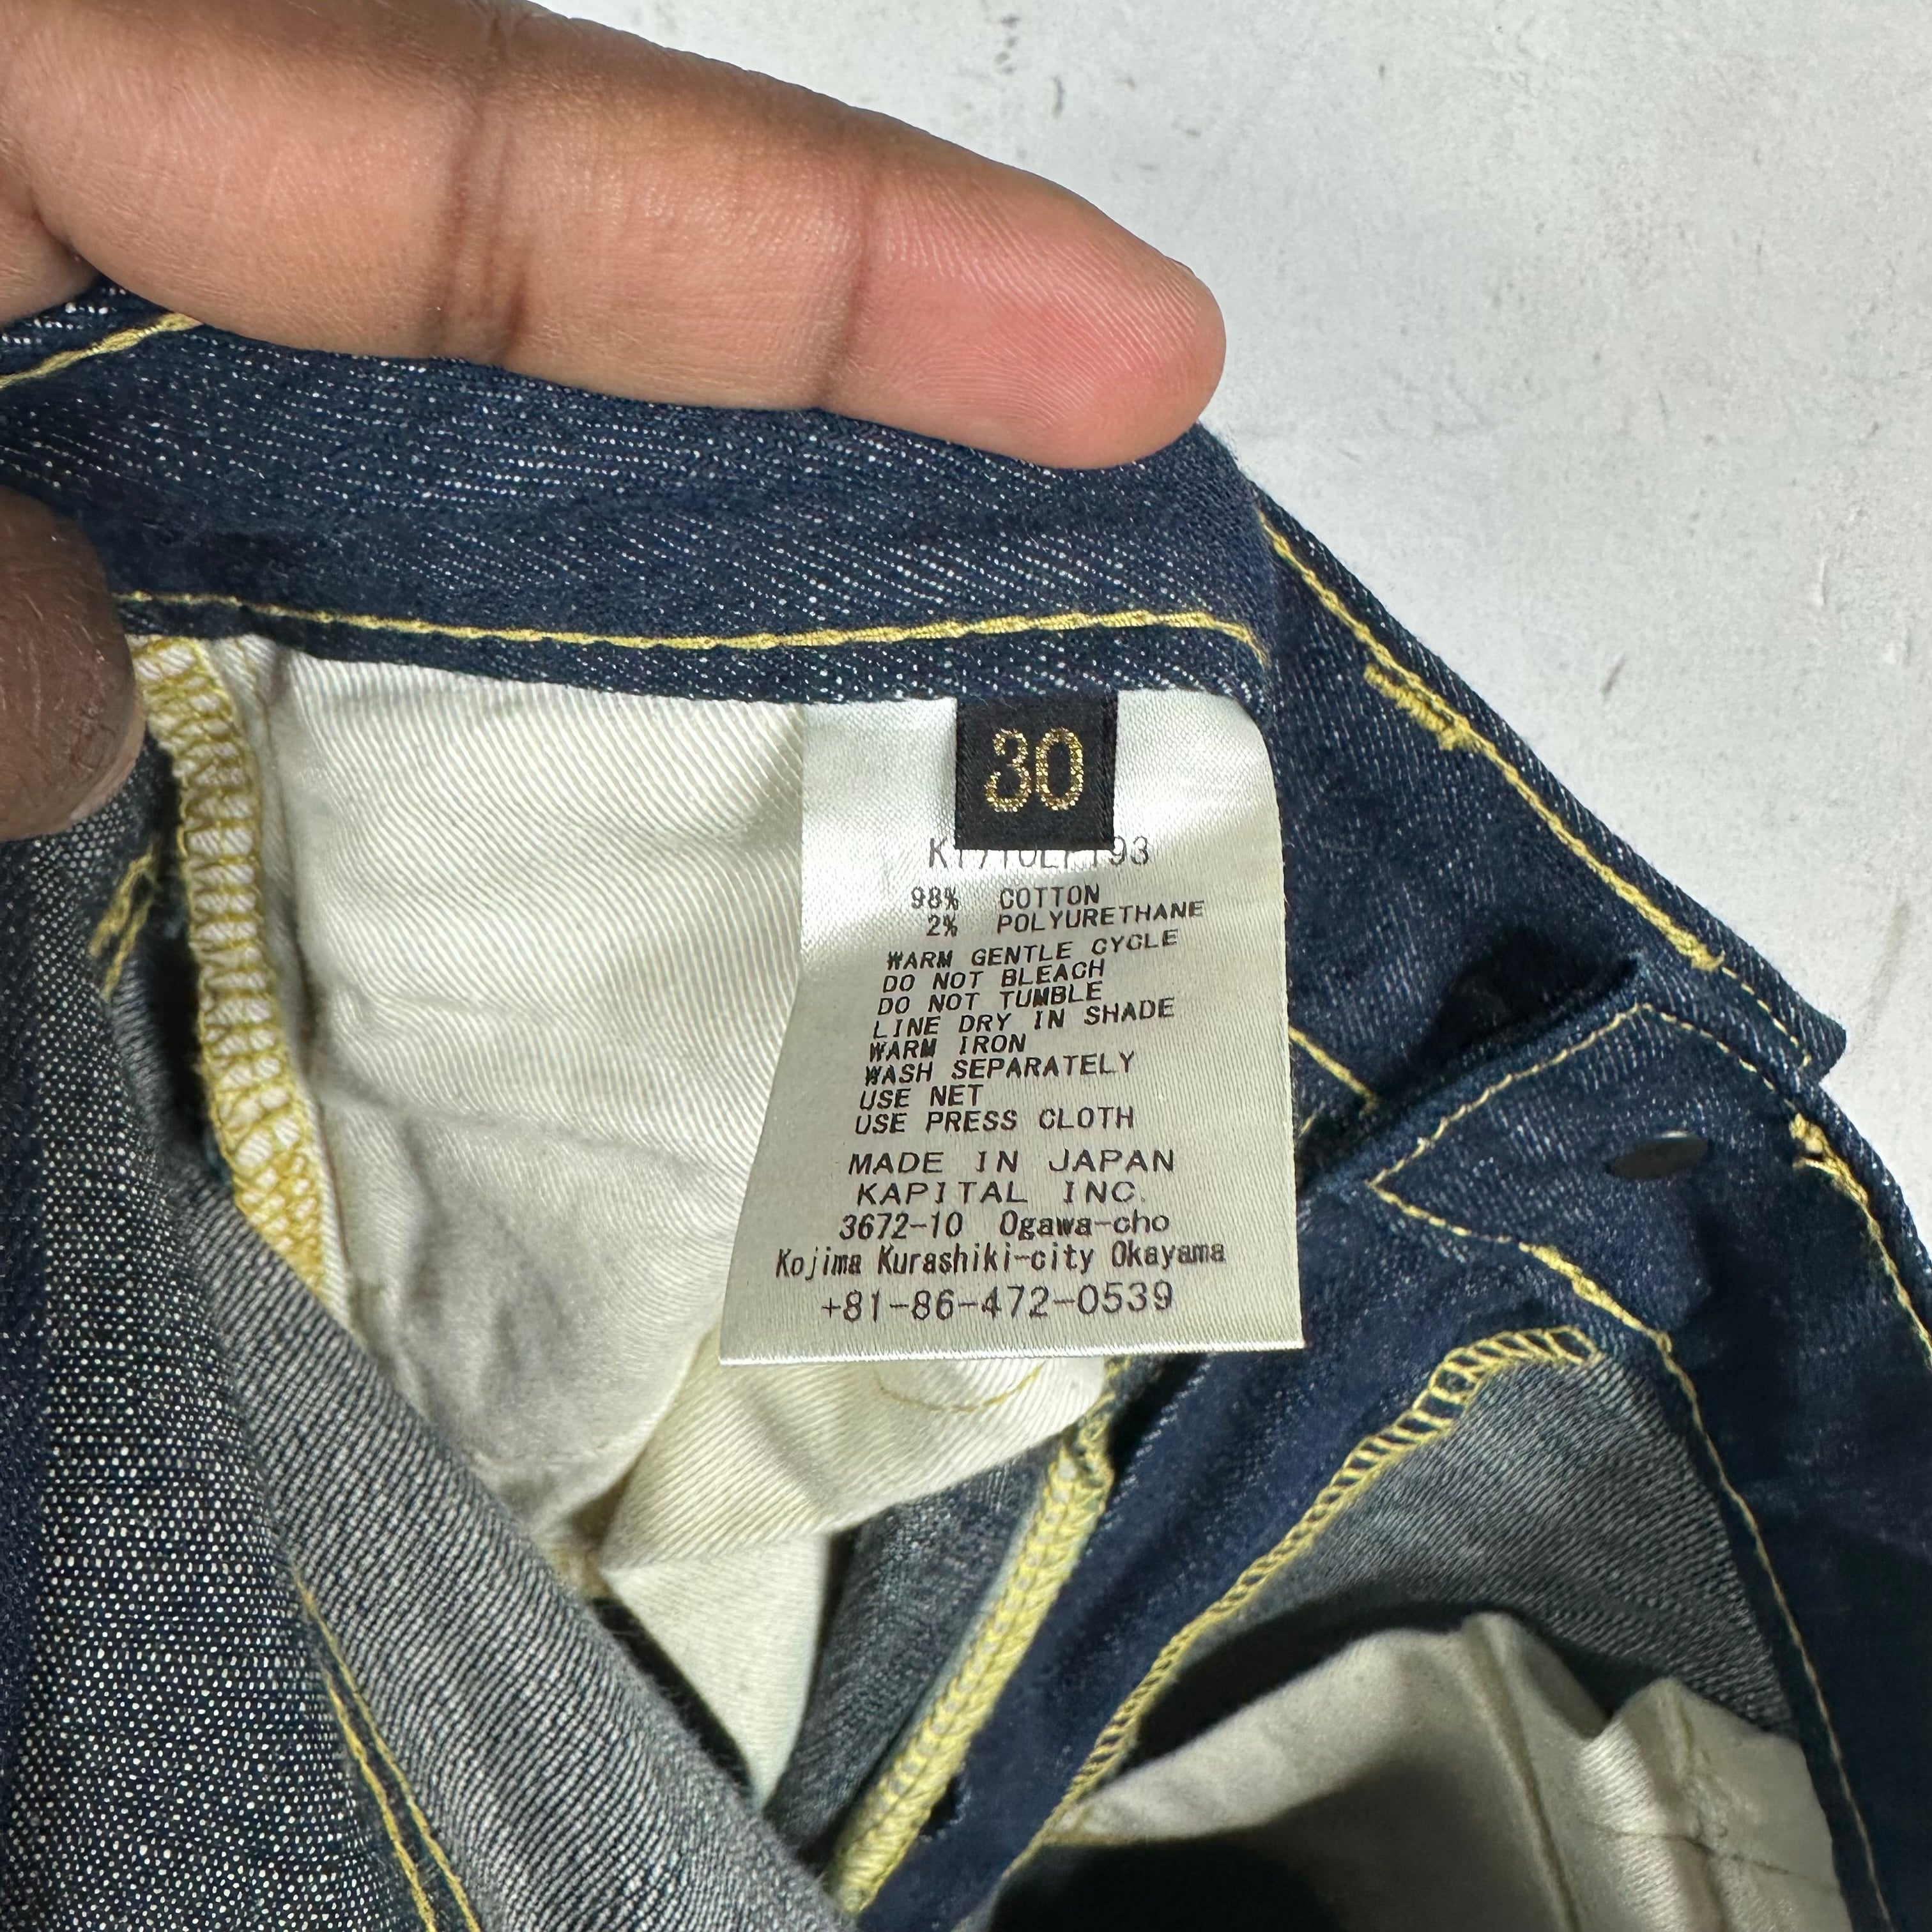 30
98% COTTON
2% POLYURETHANE
WARM GENTLE CYCLE
DO NOT BLEACH
DO NOT TUMBLE
LINE DRY IN SHADE
WARM IRON
WASH SEPARATELY
USE NET
USE PRESS CLOTH
MADE IN JAPAN
KAPITAL INC.
3672-10 Ogawa-cho
Kojima Kurashiki-city Okayama
+81-86-472-0539